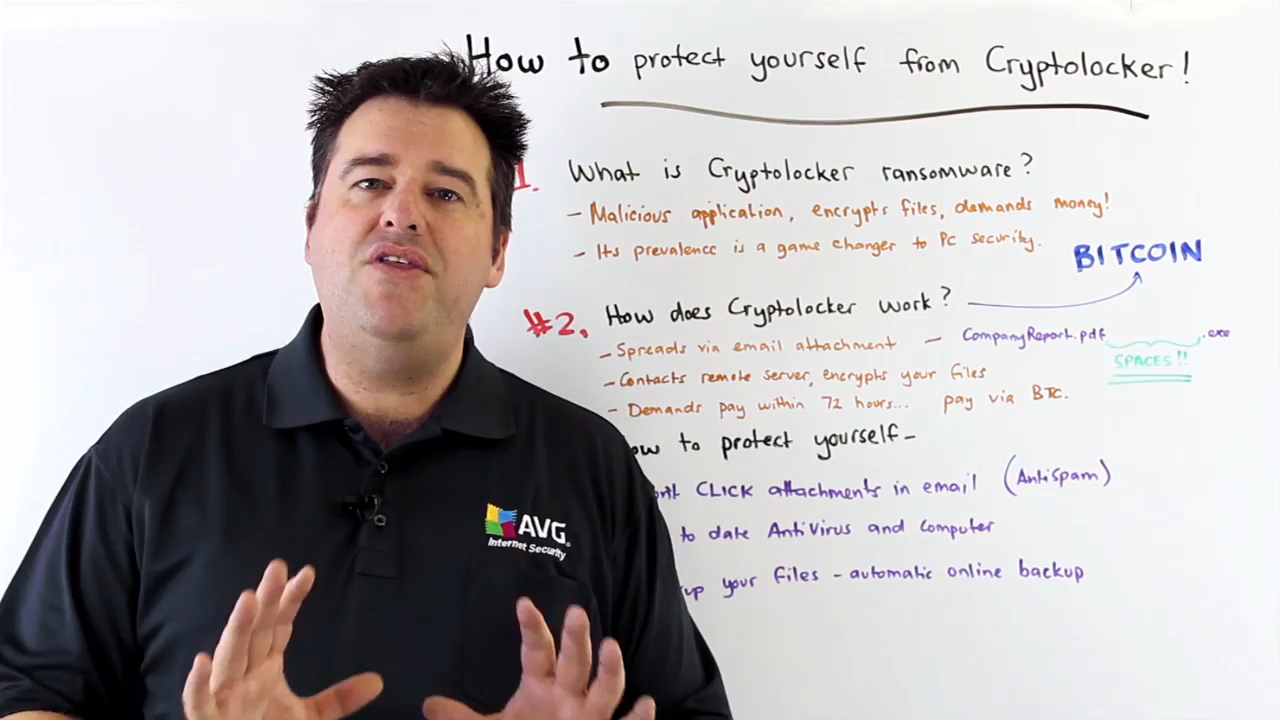 How to protect yourself from Cryptolocker!
1. What is Cryptolocker ransomware?
- Malicious application, encrypts files, demands money!
- Its prevalence is a game changer to PC security.
BITCOIN
#2. How does Cryptolocker work?
- Spreads via email attachment - CompanyReport.pdf .exe
SPACES!!
- Contacts remote server, encrypts your files
- Demands pay within 72 hours... pay via BTC.
ow to protect yourself -
n't CLICK attachments in email (AntiSpam)
to date AntiVirus and Computer
up your files - automatic online backup
AVG
Internet Security